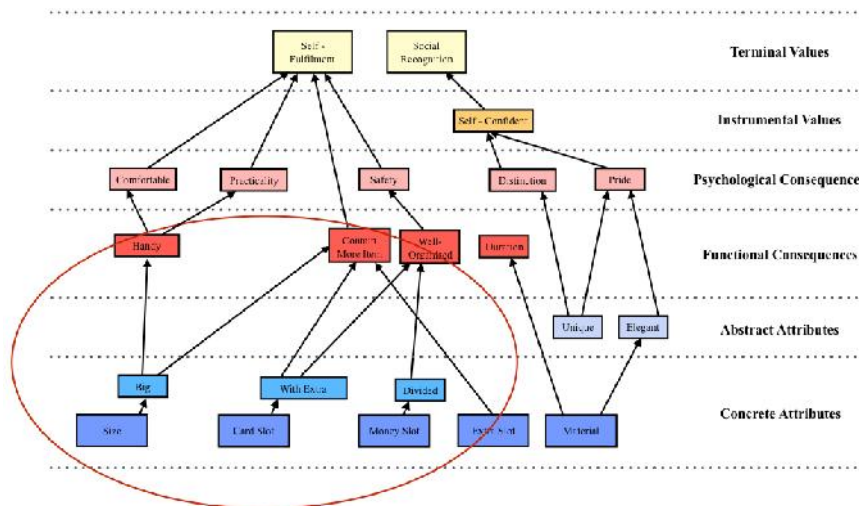 Self -
Fulfilment
Social
Recognition
Terminal Values
Self - Confident
Instrumental Values
Comfortable
Practicality
Safety
Distinction
Pride
Psychological Consequence
Handy
Contain
More Item
Well-
Organised
Duration
Functional Consequences
Unique
Elegant
Abstract Attributes
Big
With Extra
Divided
Concrete Attributes
Size
Card Slot
Money Slot
Extra Slot
Material